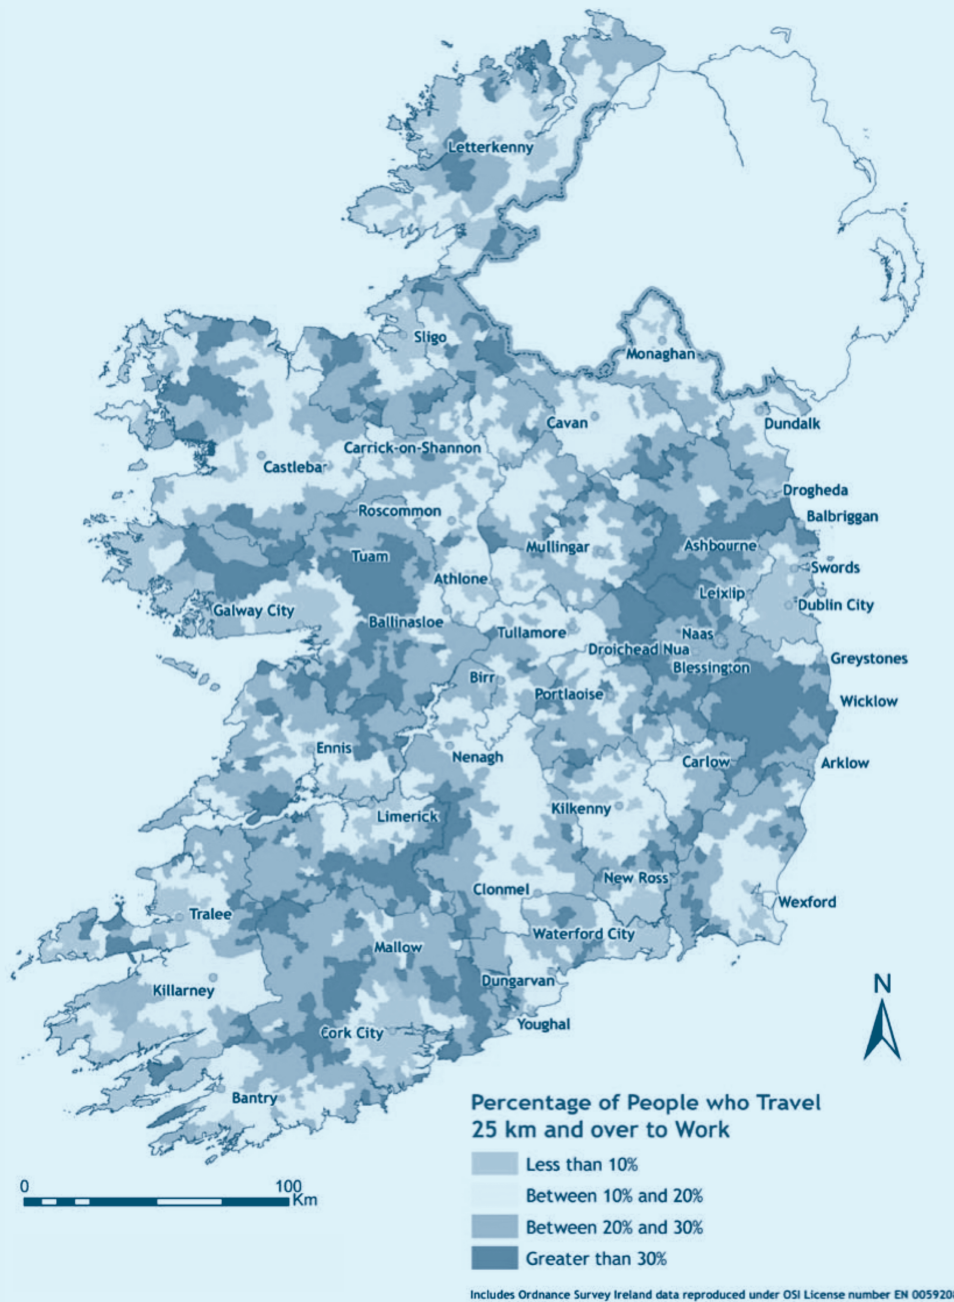 Letterkenny
Sligo
Monaghan
Cavan
Dundalk
Carrick-on-Shannon
Castlebar
Drogheda
Roscommon
Balbriggan
Mullingar
Ashbourne
Tuam
Swords
Athlone
Leixlip
Dublin City
Galway City
Ballinasloe
Tullamore
Naas
Droichead Nua
Greystones
Blessington
Birr
Portlaoise
Wicklow
Ennis
Nenagh
Carlow
Arklow
Kilkenny
Limerick
New Ross
Clonmel
Wexford
Tralee
Waterford City
Mallow
Dungarvan
Killarney
N
Youghal
Cork City
Bantry
Percentage of People who Travel
25 km and over to Work
Less than 10%
Between 10% and 20%
Between 20% and 30%
Greater than 30%
0 100
Km
Includes Ordnance Survey Ireland data reproduced under OSI License number EN 005920